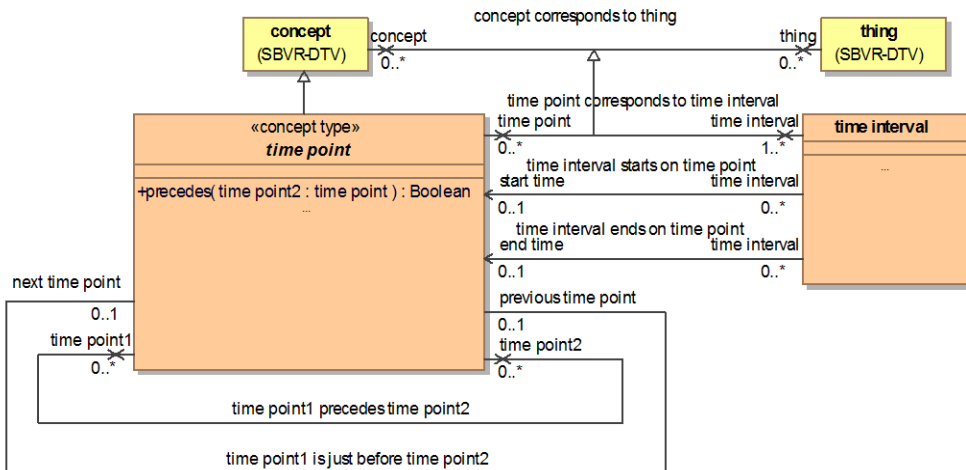 concept corresponds to thing
concept
(SBVR-DTV)
concept
0..*
thing
0..*
thing
(SBVR-DTV)
«concept type»
time point
+precedes( time point2 : time point ) : Boolean
...
time point corresponds to time interval
time point
time interval
0..*
1..*
time interval starts on time point
start time
time interval
0..1
0..*
time interval ends on time point
end time
time interval
0..1
0..*
time interval
...
next time point
0..1
previous time point
0..1
time point1
0..*
time point2
0..*
time point1 precedes time point2
time point1 is just before time point2